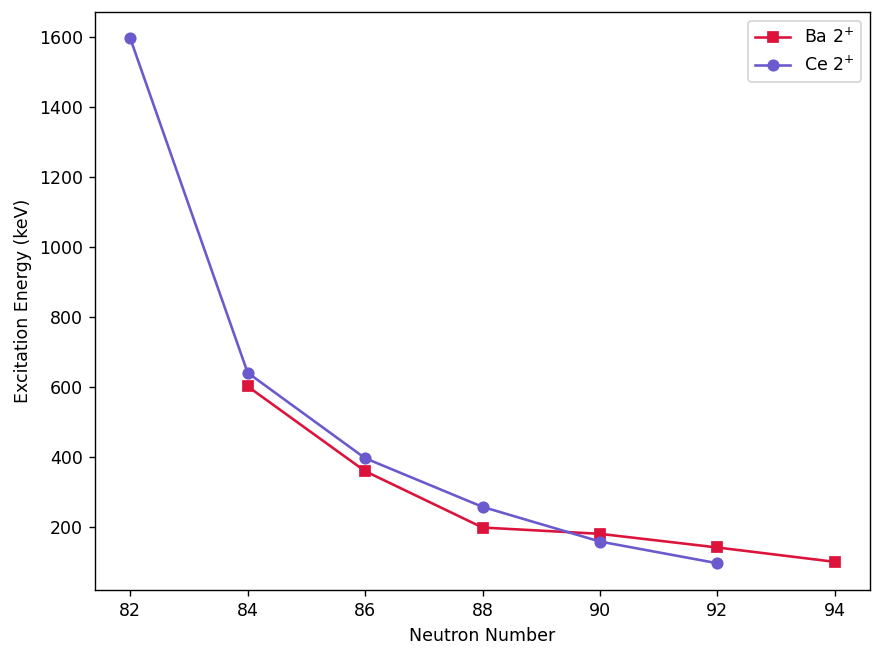 1600
1400
1200
1000
800
600
400
200
Excitation Energy (keV)
82 84 86 88 90 92 94
Neutron Number
Ba 2⁺
Ce 2⁺